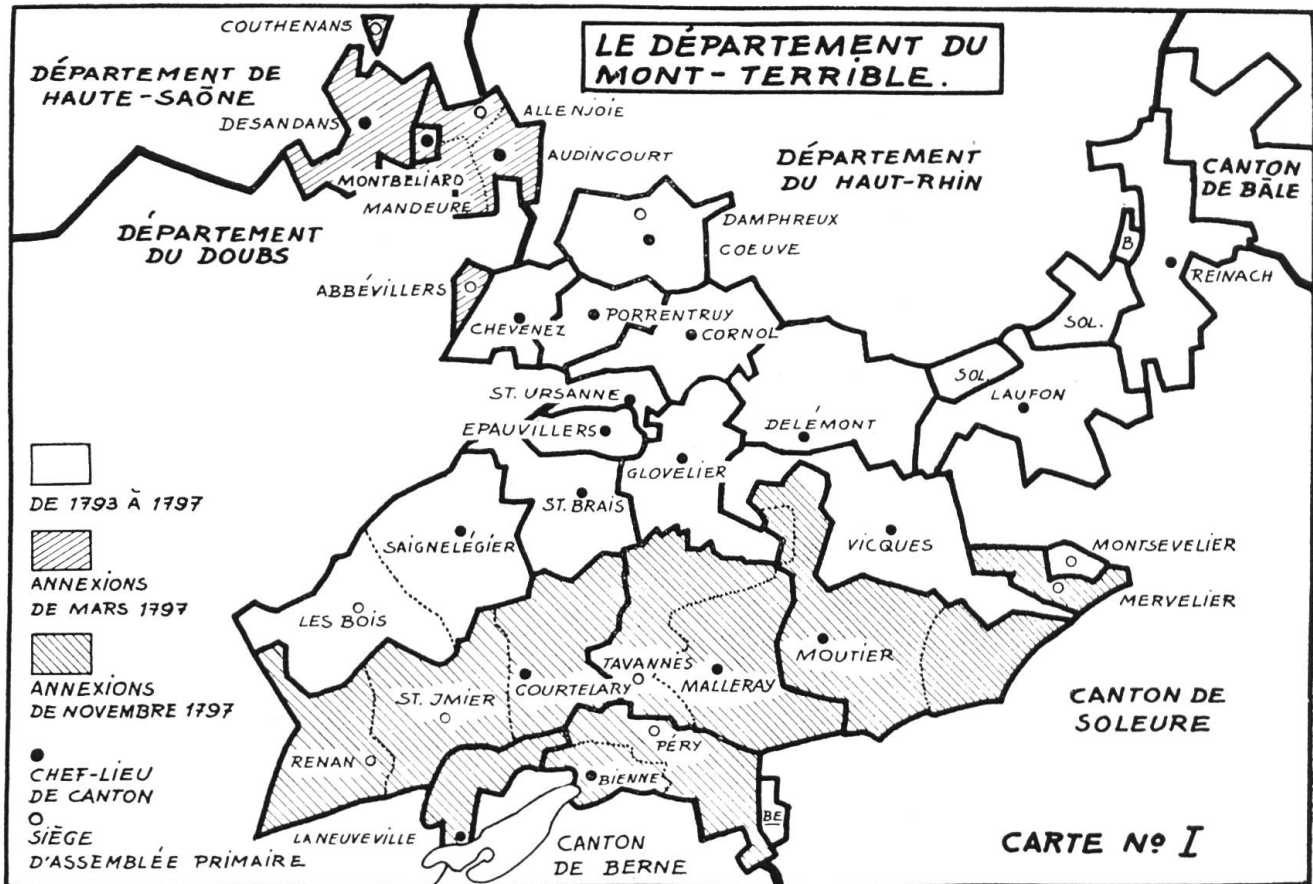 LE DÉPARTEMENT DU
MONT-TERRIBLE.
COUTHENANS
DÉPARTEMENT DE
HAUTE-SAÔNE
DESANDANS
ALLENJOIE
AUDINCOURT
MONTBELIARD
MANDEURE
DÉPARTEMENT
DU DOUBS
DÉPARTEMENT
DU HAUT-RHIN
CANTON
DE BÂLE
DAMPHREUX
COEUVE
B
REINACH
ABBÉVILLERS
CHEVENEZ
PORRENTRUY
CORNOL
SOL.
SOL.
LAUFON
ST. URSANNE
EPAUVILLERS
DELÉMONT
GLOVELIER
ST. BRAIS
SAIGNELÉGIER
VICQUES
MONTSEVELIER
MERVELIER
LES BOIS
MOUTIER
TAVANNES
COURTELARY
MALLERAY
ST. IMIER
CANTON DE
SOLEURE
RENAN
PÉRY
BIENNE
LA NEUVEVILLE
BE
CANTON
DE BERNE
DE 1793 À 1797
ANNEXIONS
DE MARS 1797
ANNEXIONS
DE NOVEMBRE 1797
CHEF-LIEU
DE CANTON
SIÈGE
D'ASSEMBLÉE PRIMAIRE
CARTE Nº I